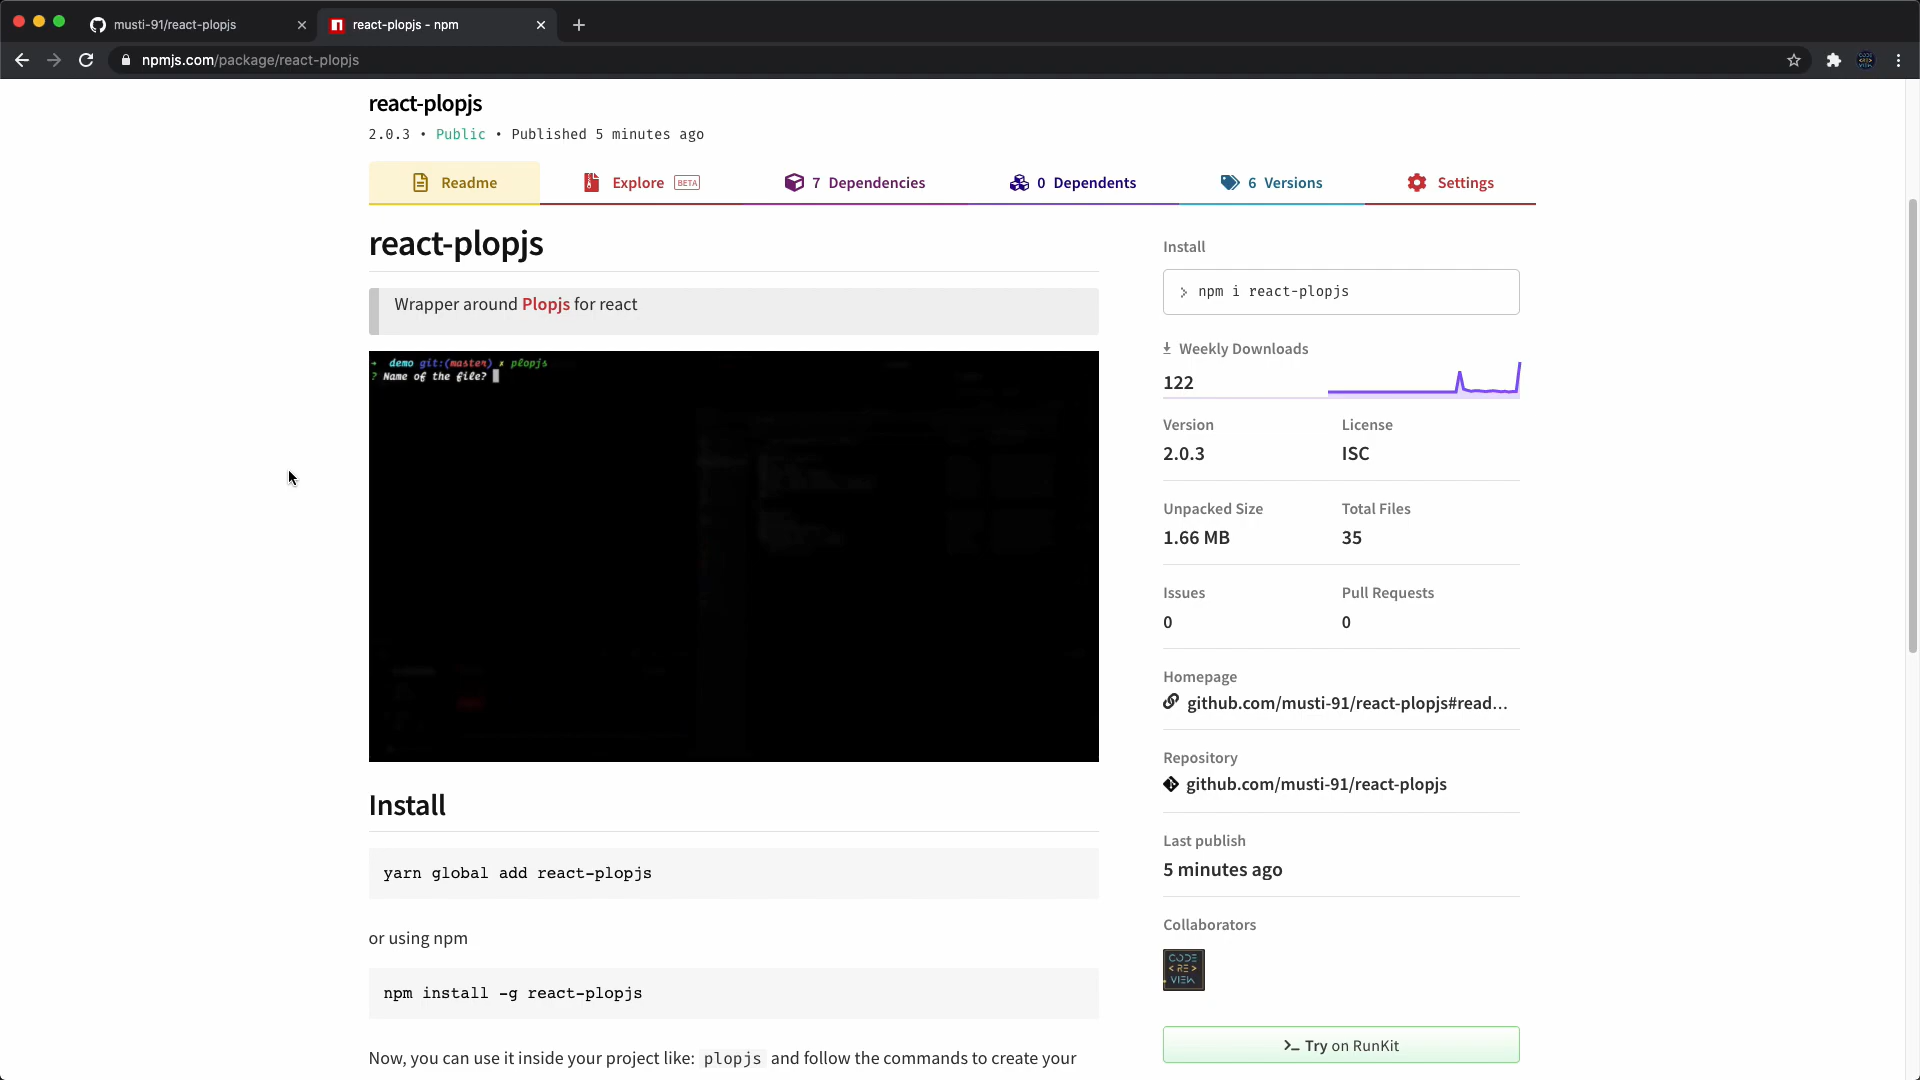 musti-91/react-plopjs
react-plopjs - npm
npmjs.com/package/react-plopjs
react-plopjs
2.0.3 • Public • Published 5 minutes ago
Readme
Explore BETA
7 Dependencies
0 Dependents
6 Versions
Settings
react-plopjs
Wrapper around Plopjs for react
→ demo git:(master) ✗ plopjs
? Name of the file?
Install
yarn global add react-plopjs
or using npm
npm install -g react-plopjs
Now, you can use it inside your project like: plopjs and follow the commands to create your
Install
> npm i react-plopjs
Weekly Downloads
122
Version
2.0.3
License
ISC
Unpacked Size
1.66 MB
Total Files
35
Issues
0
Pull Requests
0
Homepage
github.com/musti-91/react-plopjs#read...
Repository
github.com/musti-91/react-plopjs
Last publish
5 minutes ago
Collaborators
CODE
<RE>
VIEW
Try on RunKit